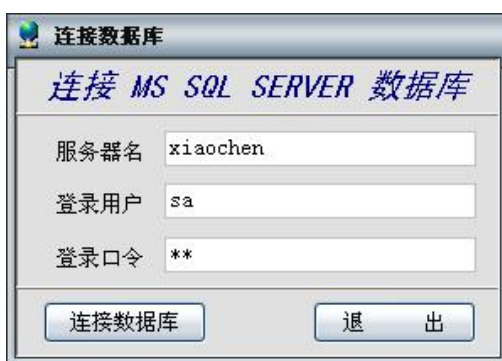 连接数据库
连接 MS SQL SERVER 数据库
服务器名 xiaochen
登录用户 sa
登录口令 **
连接数据库 退 出